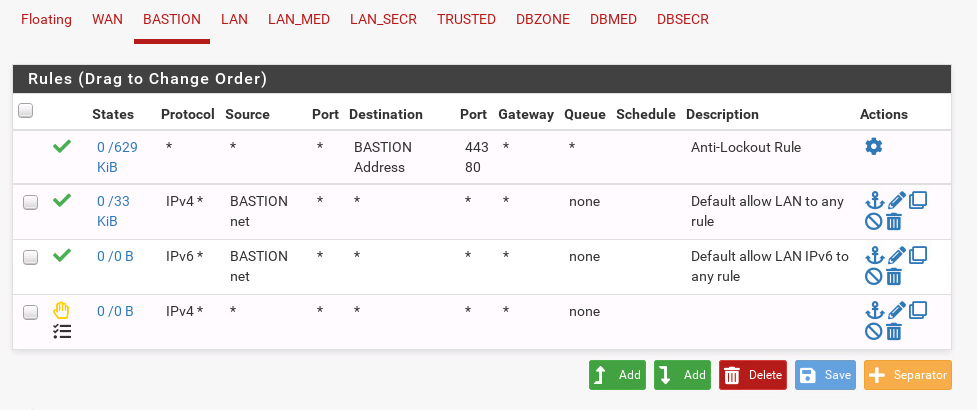 Floating WAN BASTION LAN LAN_MED LAN_SECR TRUSTED DBZONE DBMED DBSECR
Rules (Drag to Change Order)
States Protocol Source Port Destination Port Gateway Queue Schedule Description Actions
0 /629 * * * BASTION 443 * * Anti-Lockout Rule
KiB Address 80
0 /33 IPv4 * BASTION * * * * none Default allow LAN to any
KiB net rule
0 /0 B IPv6 * BASTION * * * * none Default allow LAN IPv6 to
net any rule
0 /0 B IPv4 * * * * * * none
Add Add Delete Save Separator